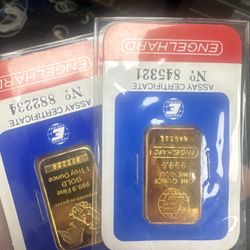 ENGELHARD
ASSAY CERTIFICATE
No 845321
ENGELHARD
ONE OUNCE
FINE GOLD
999.9
ASSAY CERTIFICATE
No 882234
1 Troy Ounce
GOLD
999.9 Fine
882234